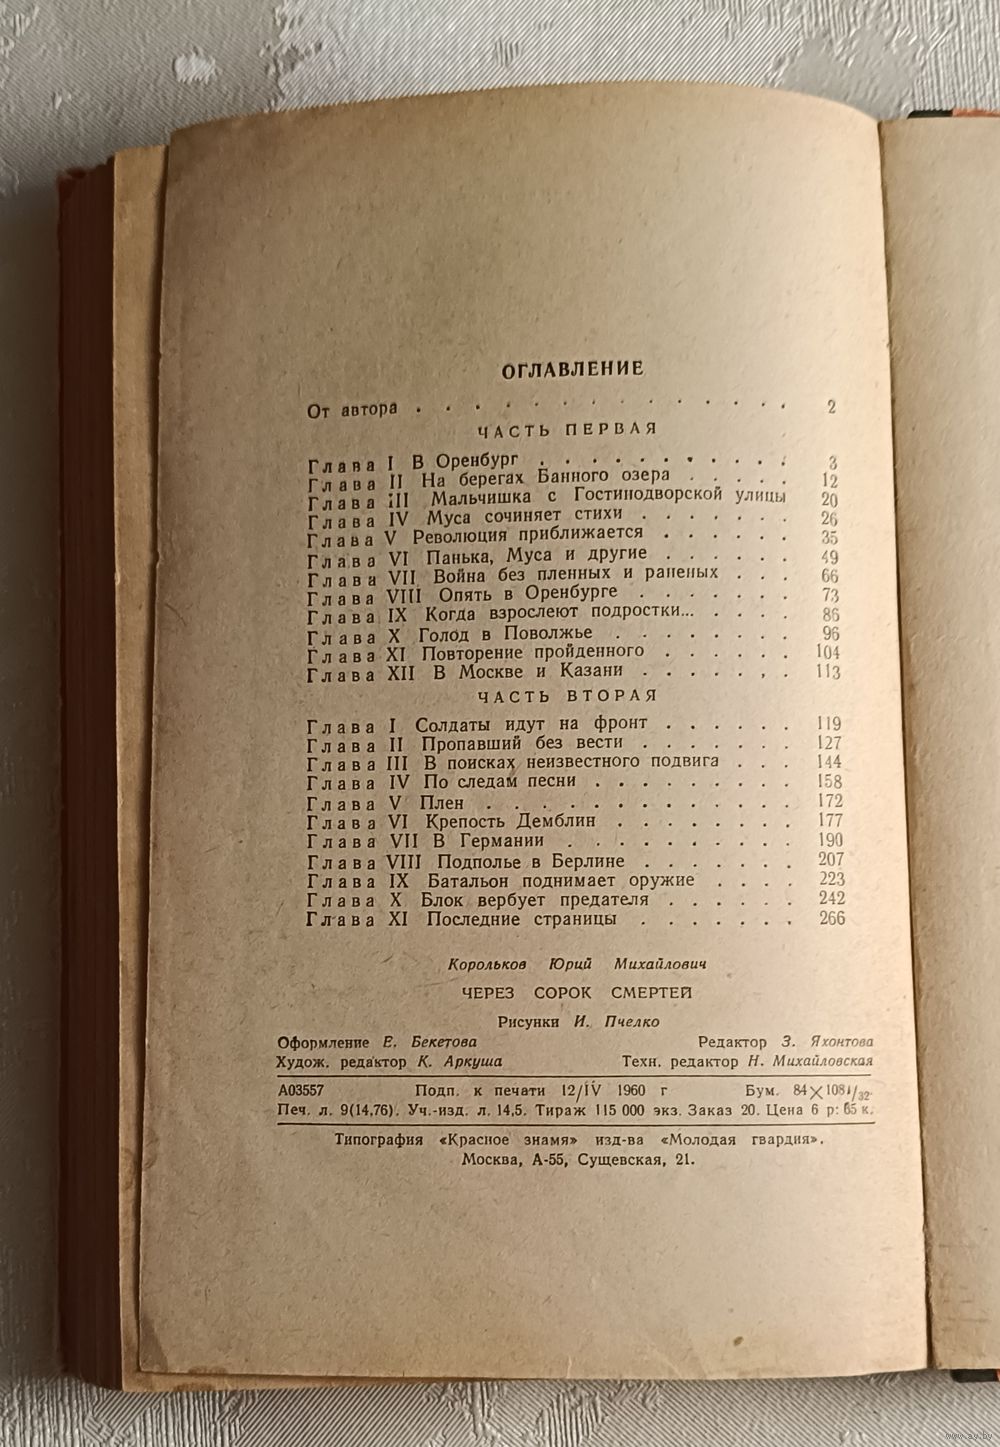 ОГЛАВЛЕНИЕ
От автора . . . . . . . . . . . . . 2
ЧАСТЬ ПЕРВАЯ
Глава I В Оренбург . . . . . . . . . . 3
Глава II На берегах Банного озера . . . . . 12
Глава III Мальчишка с Гостинодворской улицы 20
Глава IV Муса сочиняет стихи . . . . . . . 26
Глава V Революция приближается . . . . . . 35
Глава VI Панька, Муса и другие . . . . . . 49
Глава VII Война без пленных и раненых . . . 66
Глава VIII Опять в Оренбурге . . . . . . . 73
Глава IX Когда взрослеют подростки... . . . . 86
Глава X Голод в Поволжье . . . . . . . . 96
Глава XI Повторение пройденного . . . . . . 104
Глава XII В Москве и Казани . . . . . . . 113
ЧАСТЬ ВТОРАЯ
Глава I Солдаты идут на фронт . . . . . . 119
Глава II Пропавший без вести . . . . . . . 127
Глава III В поисках неизвестного подвига . . . 144
Глава IV По следам песни . . . . . . . . 158
Глава V Плен . . . . . . . . . . . . 172
Глава VI Крепость Демблин . . . . . . . . 177
Глава VII В Германии . . . . . . . . . 190
Глава VIII Подполье в Берлине . . . . . . . 207
Глава IX Батальон поднимает оружие . . . . 223
Глава X Блок вербует предателя . . . . . . 242
Глава XI Последние страницы . . . . . . . 266
Корольков Юрий Михайлович
ЧЕРЕЗ СОРОК СМЕРТЕЙ
Рисунки И. Пчелко
Оформление Е. Бекетова Редактор З. Яхонтова
Худож. редактор К. Аркуша Техн. редактор Н. Михайловская
А03557 Подп. к печати 12/IV 1960 г Бум. 84×108 1/32.
Печ. л. 9(14,76). Уч.-изд. л. 14,5. Тираж 115 000 экз. Заказ 20. Цена 6 р. 65 к.
Типография «Красное знамя» изд-ва «Молодая гвардия».
Москва, А-55, Сущевская, 21.
www.ay.by